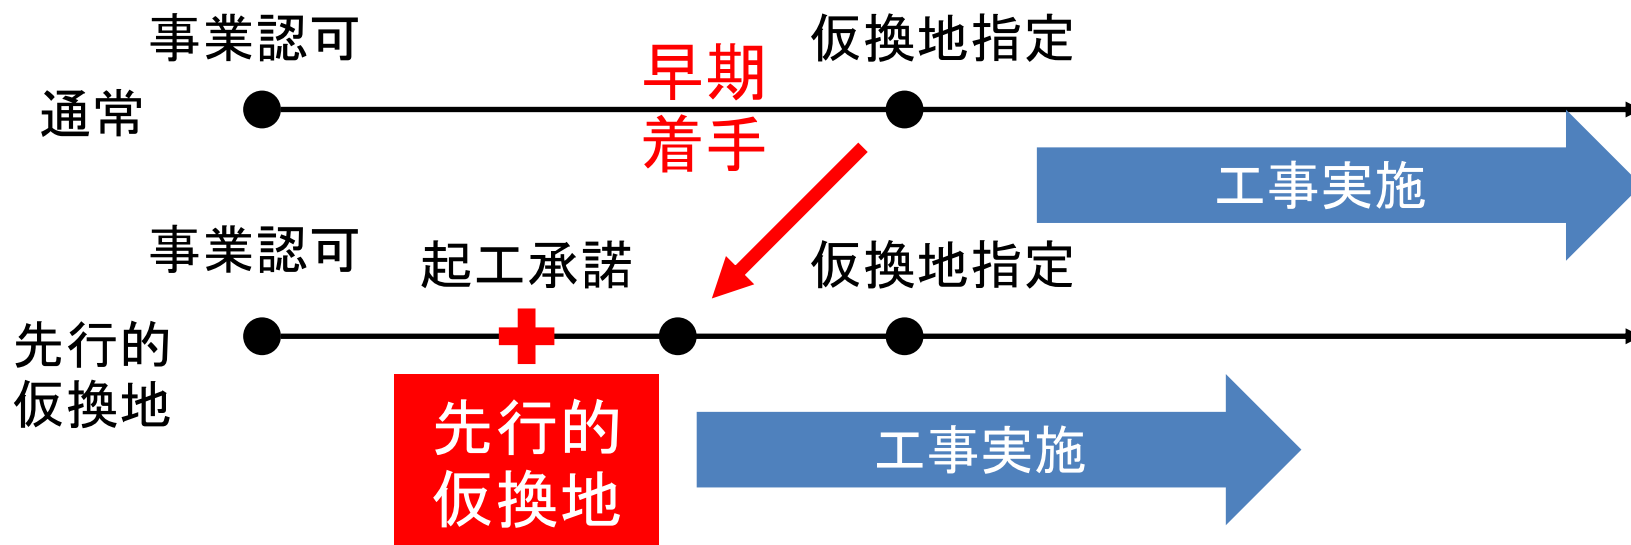 事業認可
仮換地指定
早期
着手
通常
工事実施
事業認可
起工承諾
仮換地指定
先行的
仮換地
先行的
仮換地
工事実施